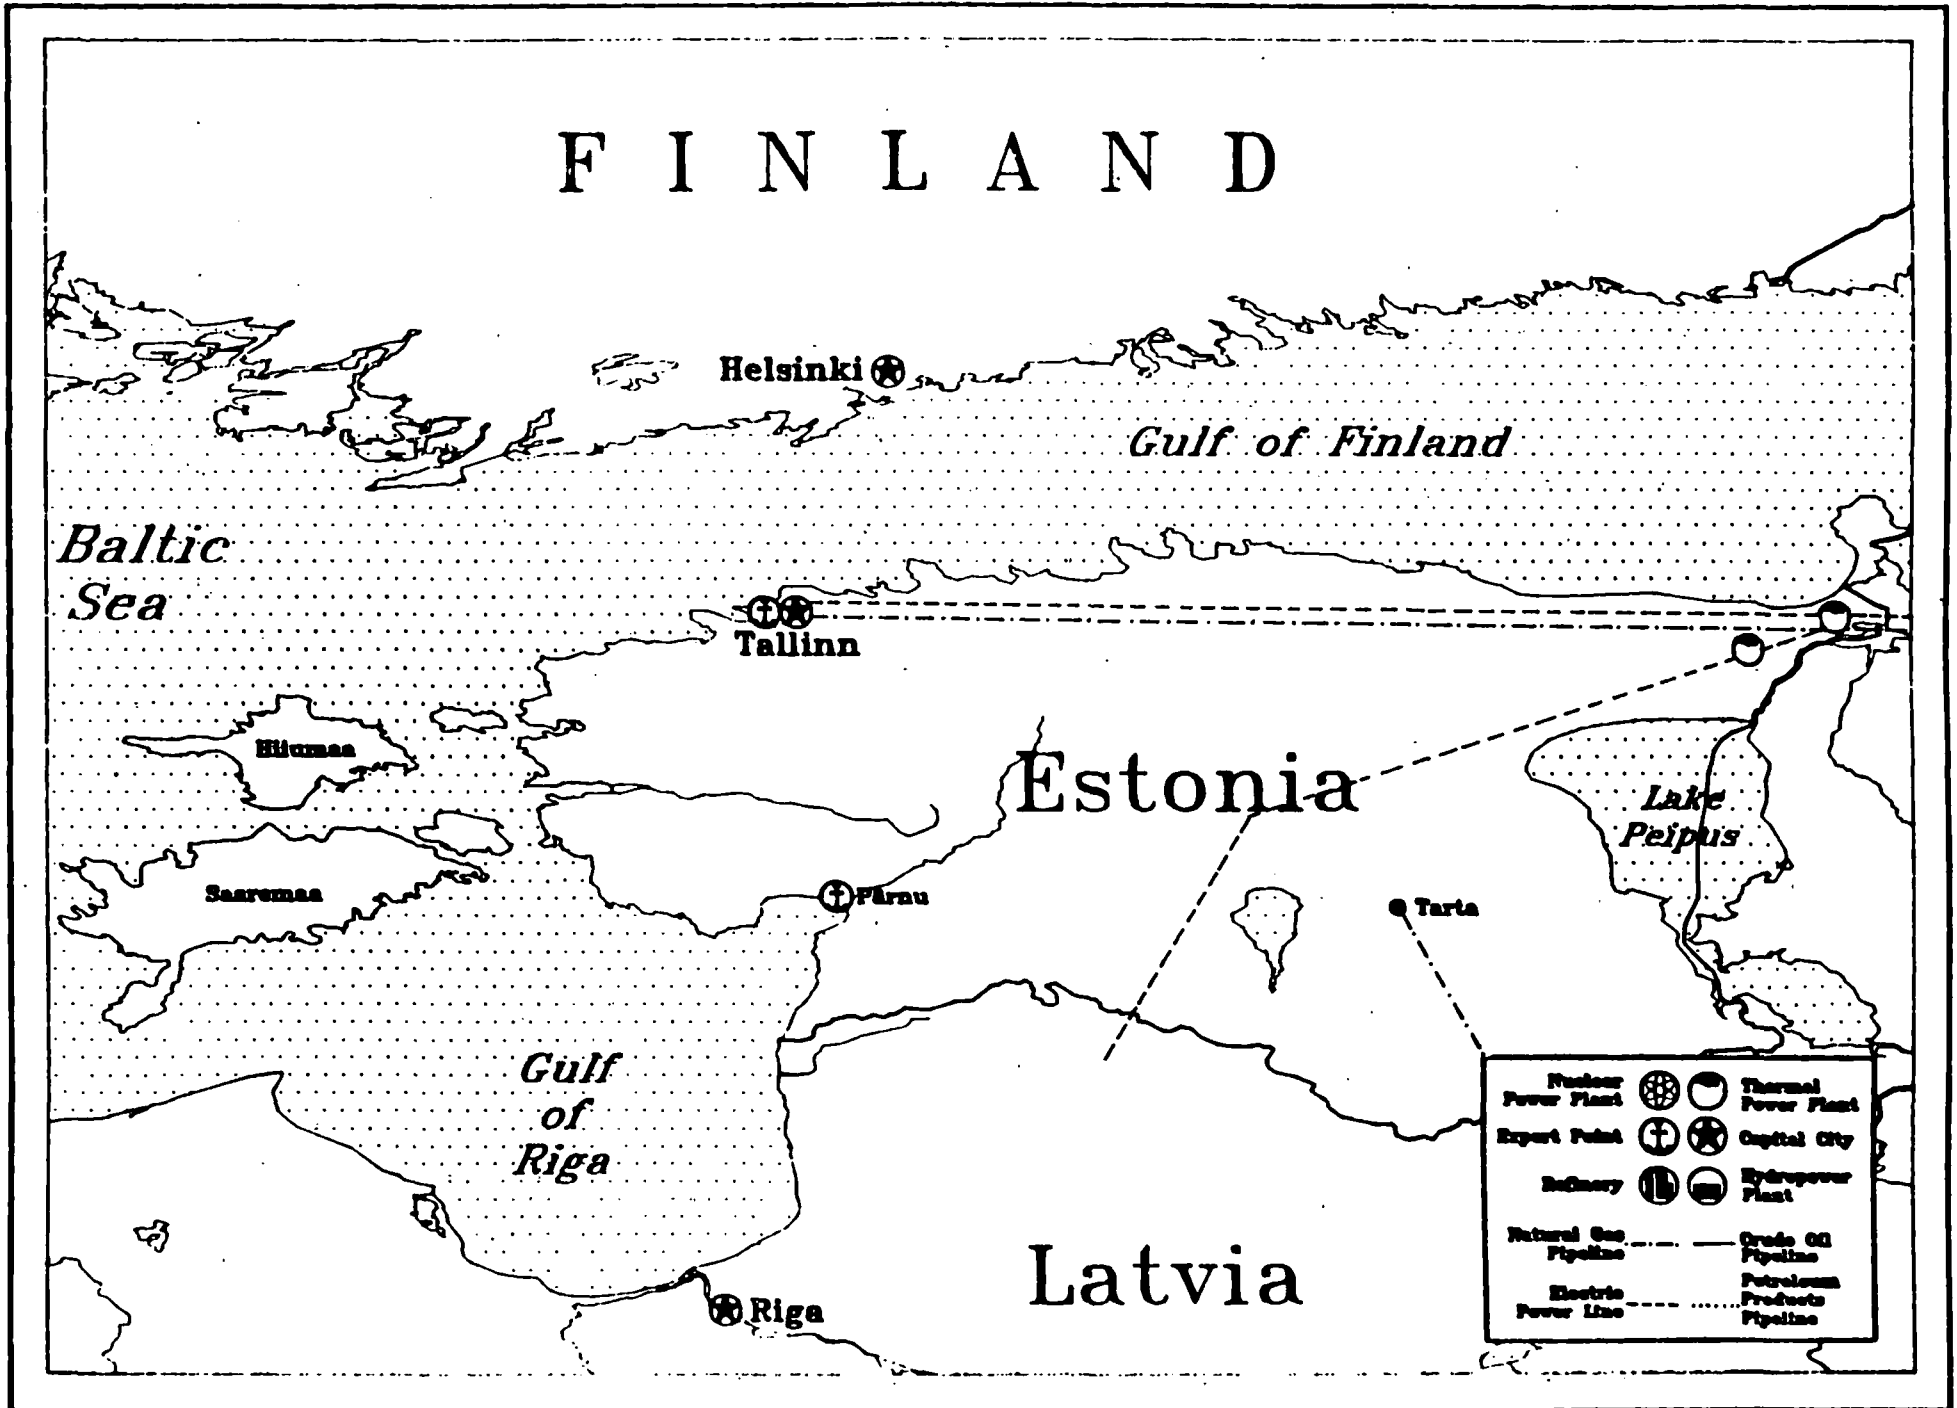 FINLAND
Helsinki
Gulf of Finland
Baltic
Sea
Tallinn
Hiiumaa
Estonia
Lake
Peipus
Saaremaa
Pärnu
Tarta
Gulf
of
Riga
Latvia
Riga
Nuclear
Power Plant
Thermal
Power Plant
Export Point
Capital City
Refinery
Hydropower
Plant
Natural Gas
Pipeline
Crude Oil
Pipeline
Electric
Power Line
Petroleum
Products
Pipeline